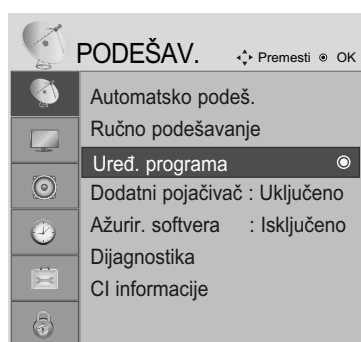 PODEŠAV. Premesti OK
Automatsko podeš.
Ručno podešavanje
Uređ. programa
Dodatni pojačivač : Uključeno
Ažurir. softvera : Isključeno
Dijagnostika
CI informacije